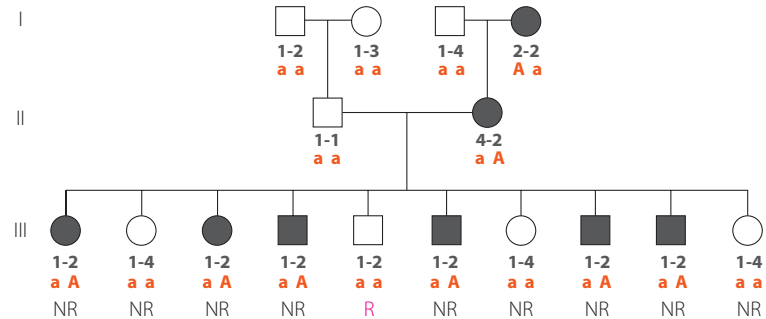 I
1-2 1-3 1-4 2-2
a a a a a a A a
II
1-1 4-2
a a a A
III
1-2 1-4 1-2 1-2 1-2 1-2 1-4 1-2 1-2 1-4
a A a a a A a A a a a A a a a A a A a a
NR NR NR NR R NR NR NR NR NR